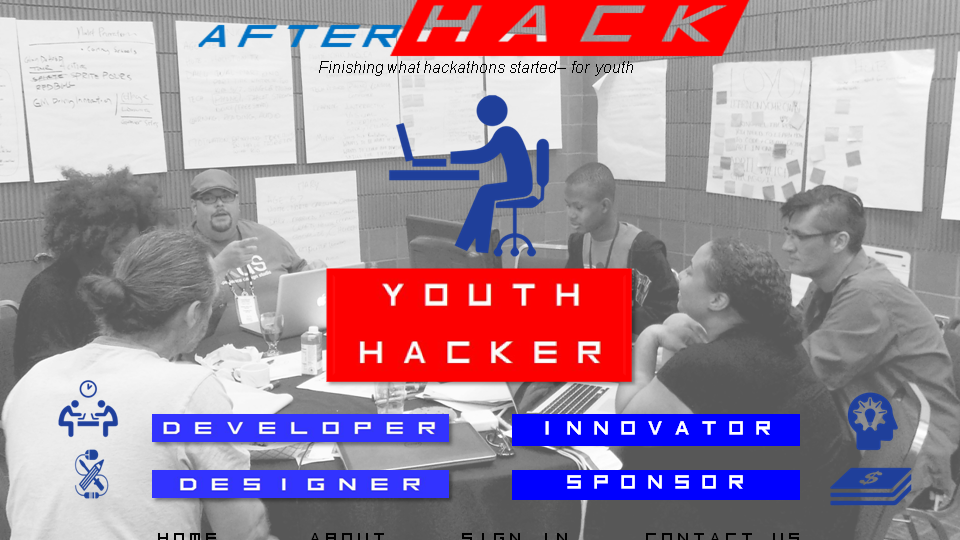 AFTER HACK
Finishing what hackathons started– for youth
YOUTH
HACKER
DEVELOPER
INNOVATOR
DESIGNER
SPONSOR
$
HOME ABOUT SIGN IN CONTACT US